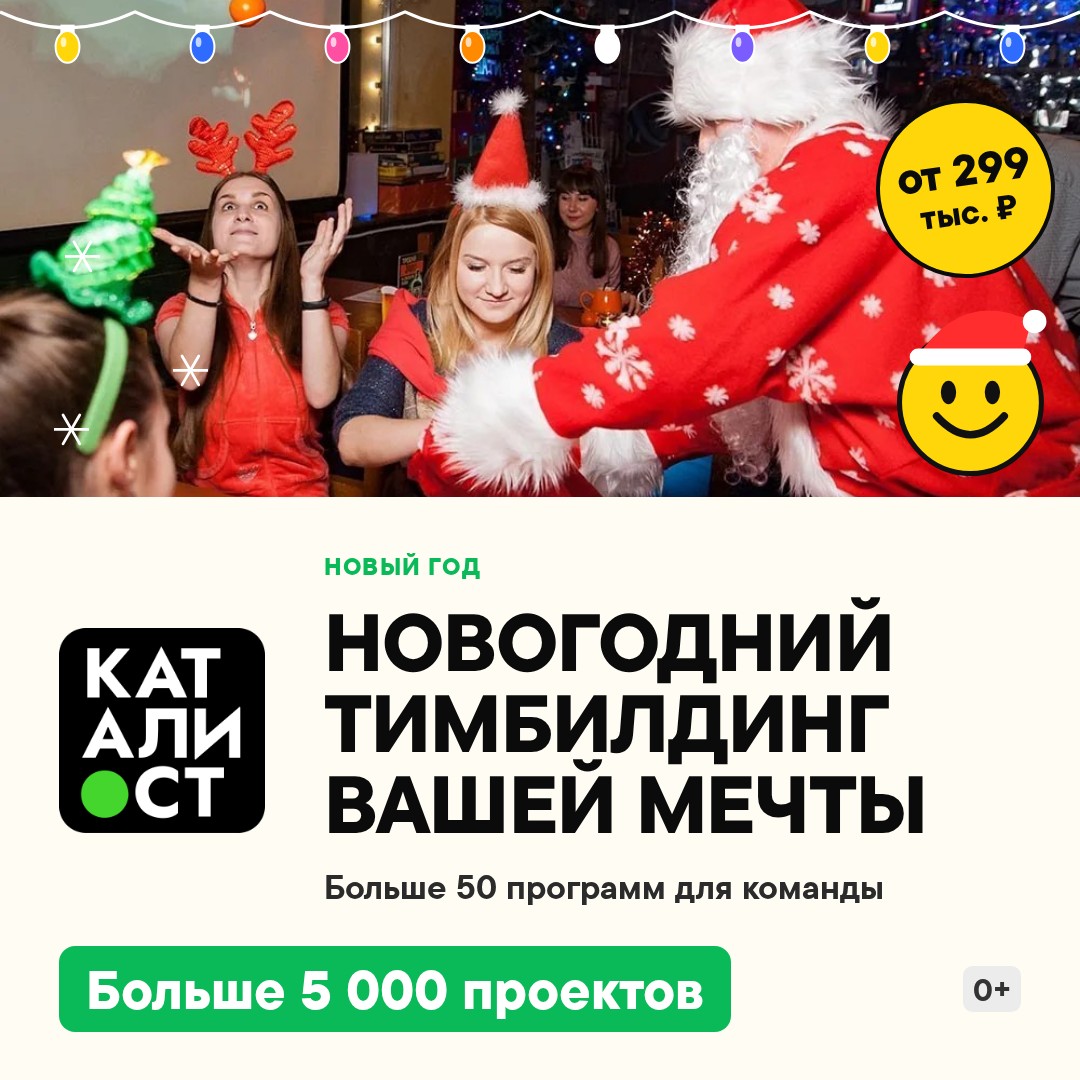 от 299
тыс. ₽
НОВЫЙ ГОД
НОВОГОДНИЙ
ТИМБИЛДИНГ
ВАШЕЙ МЕЧТЫ
КАТ
АЛИ
СТ
Больше 50 программ для команды
Больше 5 000 проектов
0+